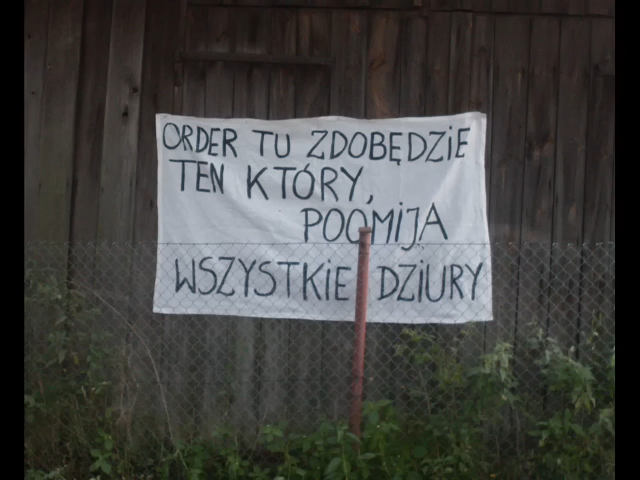 ORDER TU ZDOBĘDZIE
TEN KTÓRY,
POOMIJA
WSZYSTKIE DZIURY